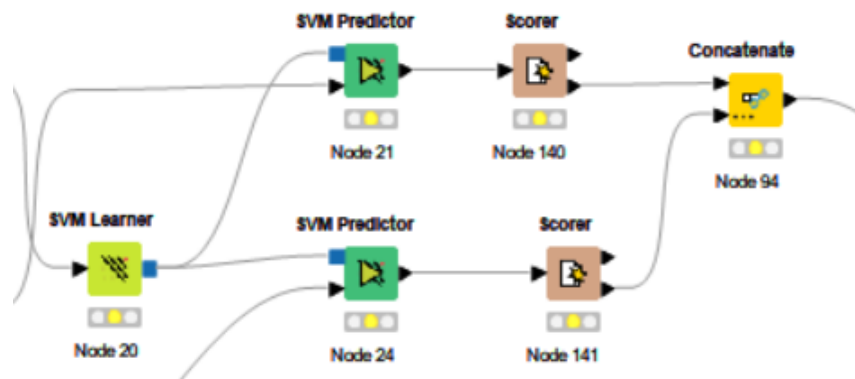 SVM Predictor
Scorer
Concatenate
Node 21
Node 140
Node 94
SVM Learner
SVM Predictor
Scorer
Node 20
Node 24
Node 141